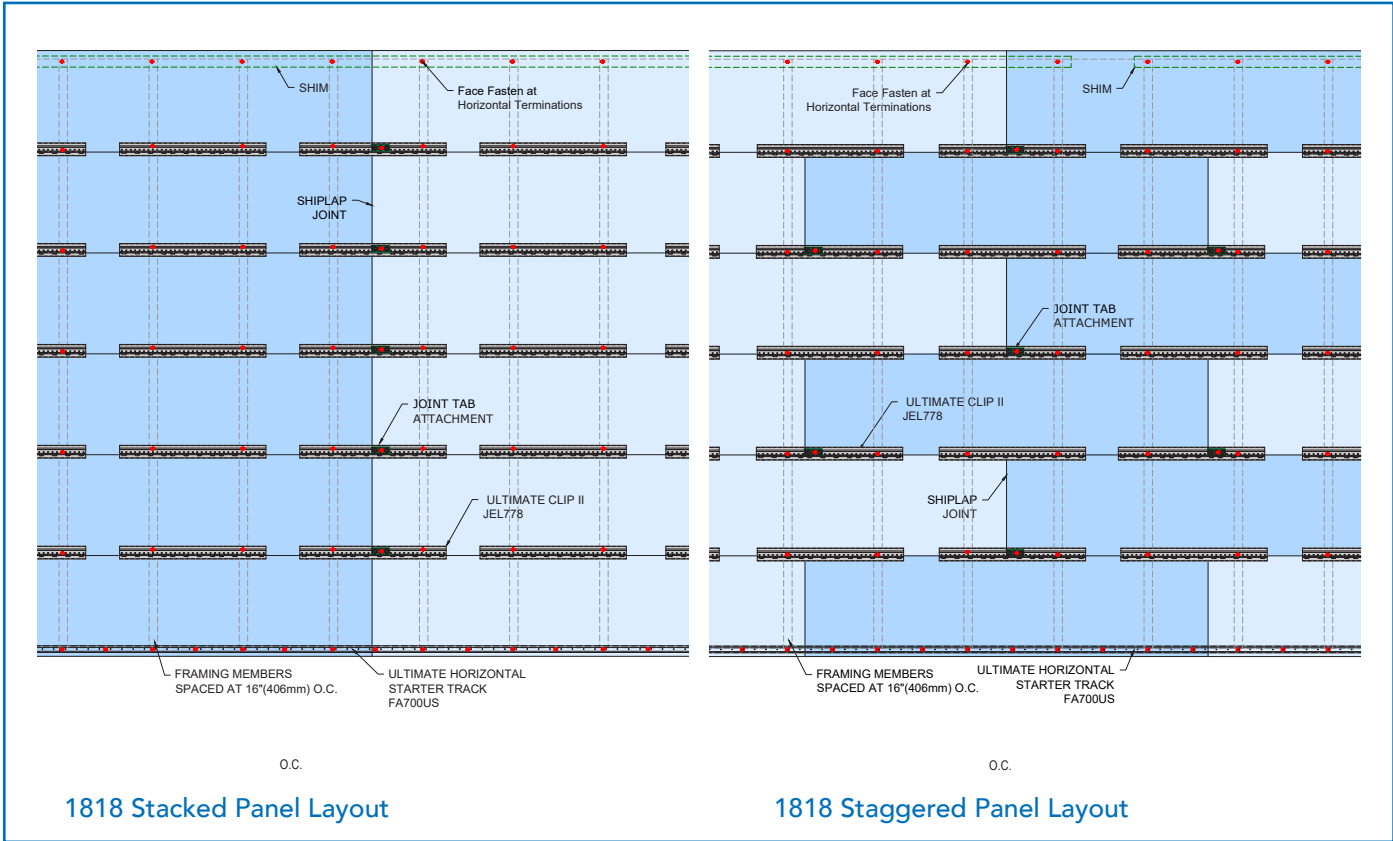 SHIM
Face Fasten at
Horizontal Terminations
SHIPLAP
JOINT
JOINT TAB
ATTACHMENT
ULTIMATE CLIP II
JEL778
FRAMING MEMBERS
SPACED AT 16"(406mm) O.C.
ULTIMATE HORIZONTAL
STARTER TRACK
FA700US
O.C.
1818 Stacked Panel Layout
Face Fasten at
Horizontal Terminations
SHIM
JOINT TAB
ATTACHMENT
ULTIMATE CLIP II
JEL778
SHIPLAP
JOINT
FRAMING MEMBERS
SPACED AT 16"(406mm) O.C.
ULTIMATE HORIZONTAL
STARTER TRACK
FA700US
O.C.
1818 Staggered Panel Layout